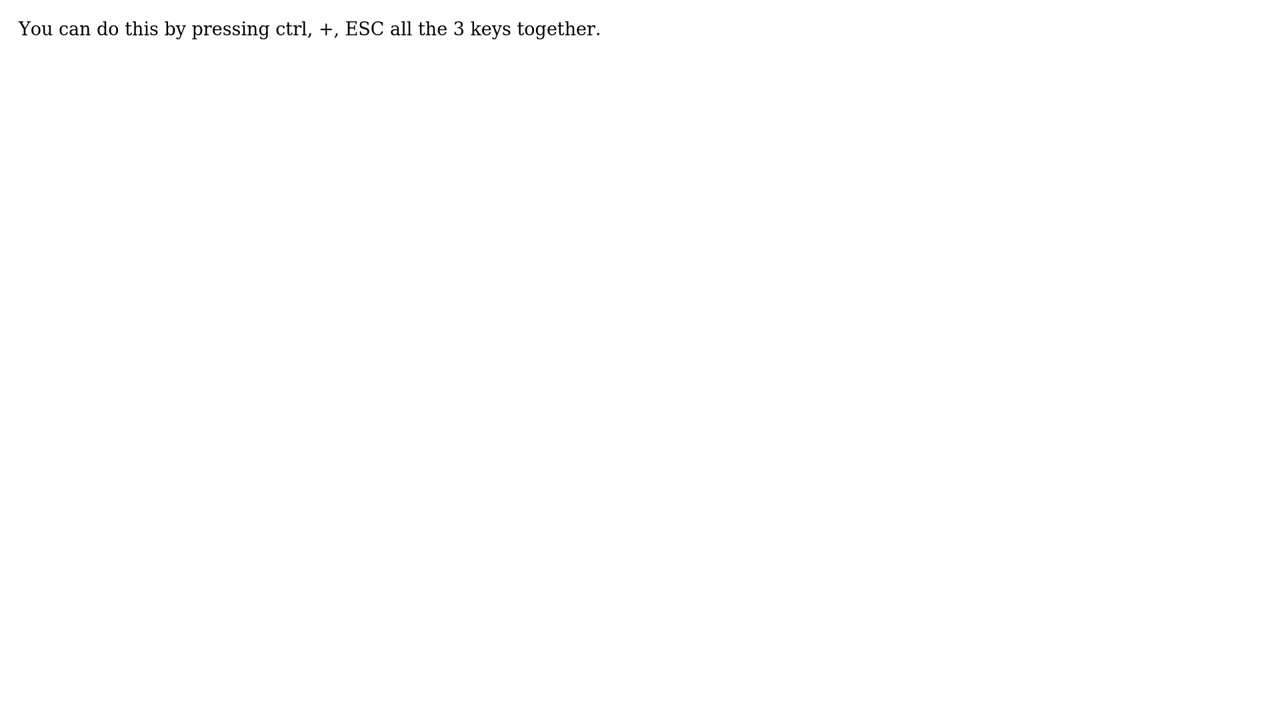 You can do this by pressing ctrl, +, ESC all the 3 keys together.